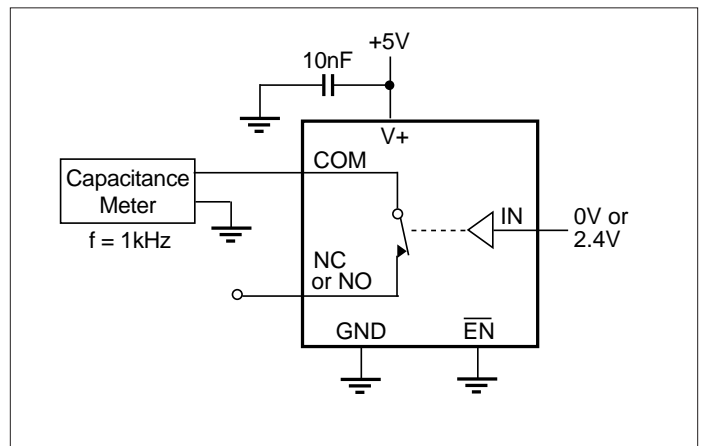 +5V
10nF
V+
COM
Capacitance
Meter
f = 1kHz
IN
0V or
2.4V
NC
or NO
GND
EN